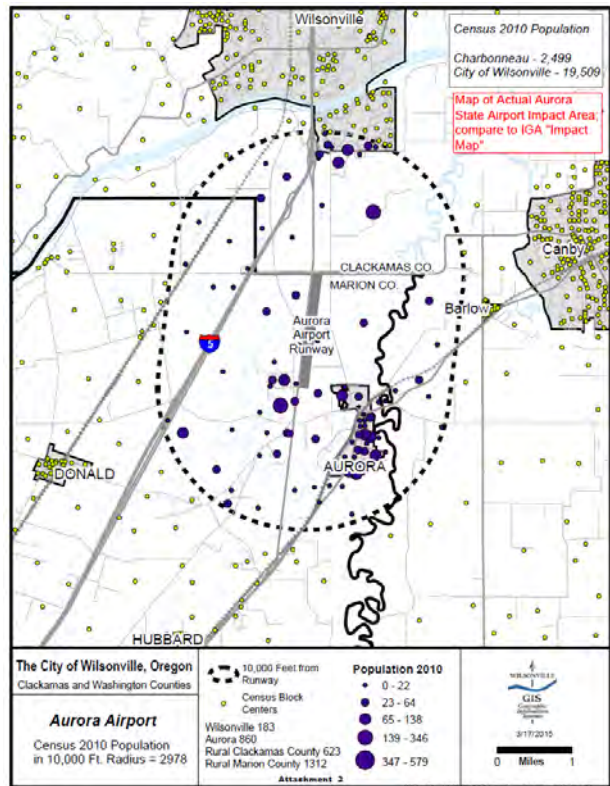 Wilsonville
Census 2010 Population
Charbonneau - 2,499
City of Wilsonville - 19,509
Map of Actual Aurora
State Airport Impact Area;
compare to IGA "Impact
Map".
Canby
CLACKAMAS CO.
MARION CO.
Barlow
Aurora
Airport
Runway
5
AURORA
DONALD
HUBBARD
The City of Wilsonville, Oregon
Clackamas and Washington Counties
Aurora Airport
Census 2010 Population
in 10,000 Ft. Radius = 2978
10,000 Feet from
Runway
Census Block
Centers
Wilsonville 183
Aurora 860
Rural Clackamas County 623
Rural Marion County 1312
Attachment 2
Population 2010
0 - 22
23 - 64
65 - 138
139 - 346
347 - 579
WILSONVILLE
GIS
3/17/2015
0 Miles 1